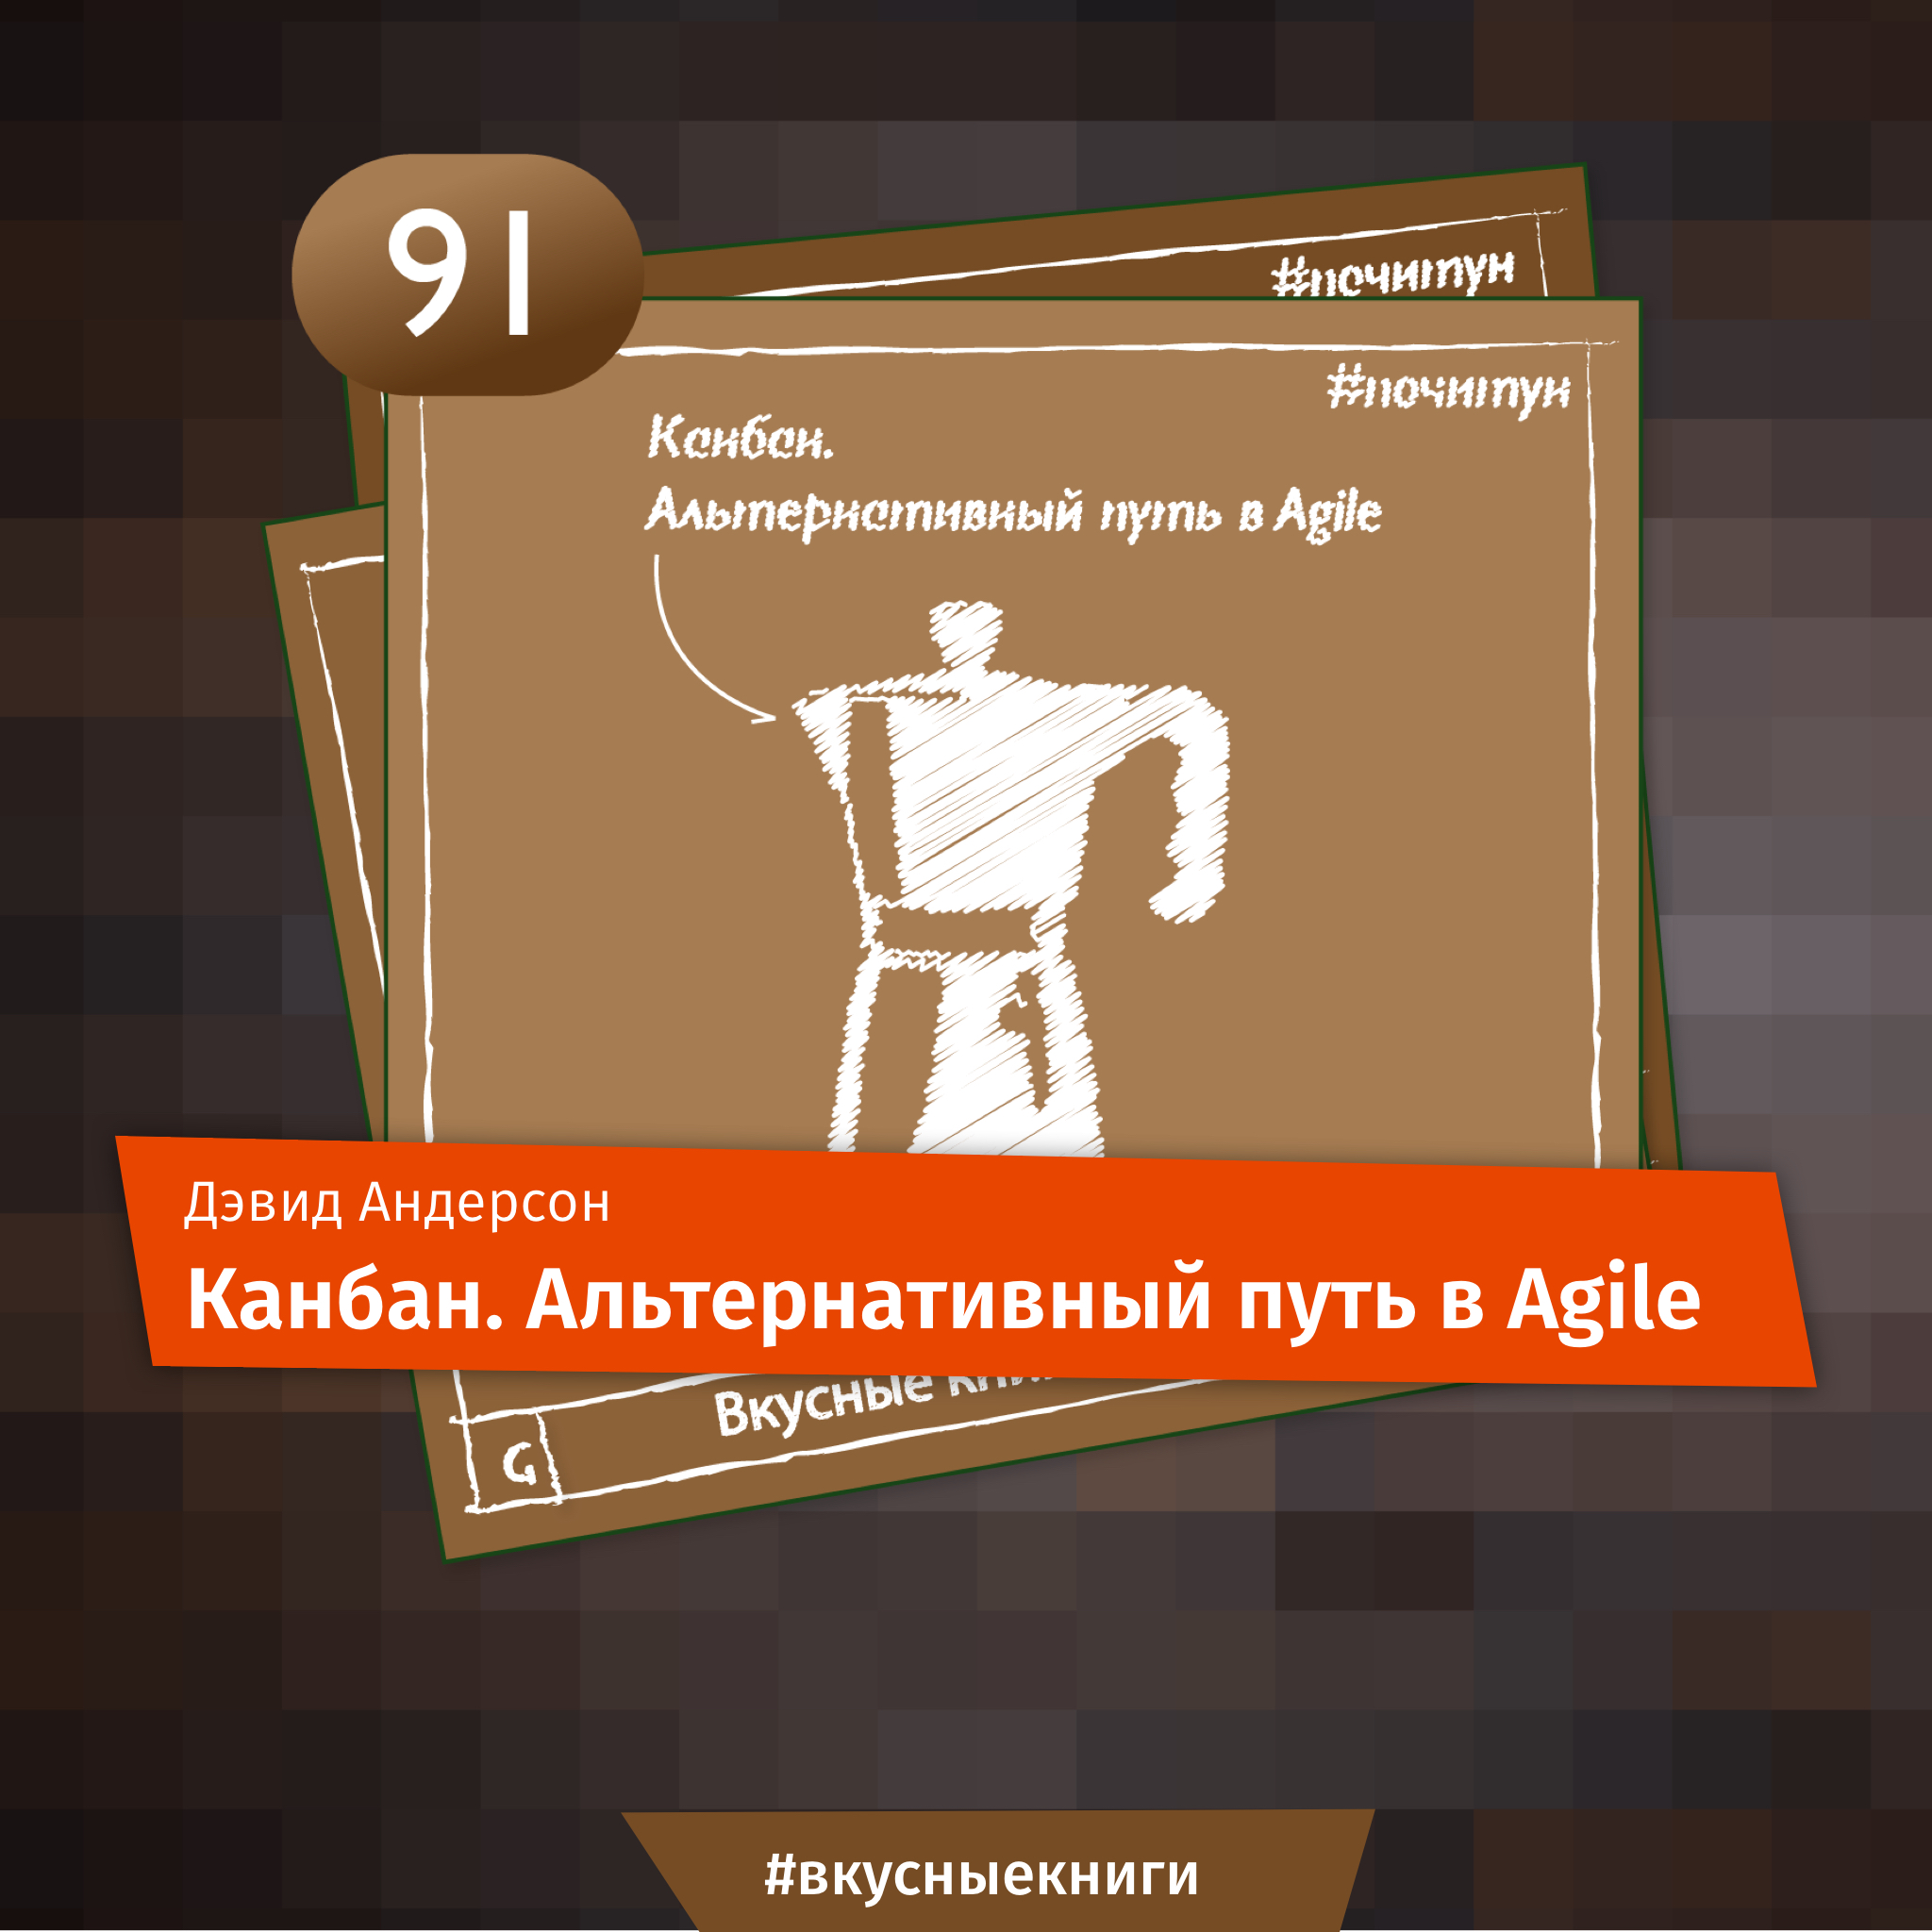 91
#почитун
#почитун
Канбан.
Альтернативный путь в Agile
Дэвид Андерсон
Канбан. Альтернативный путь в Agile
Вкусные
G
#вкусныекниги